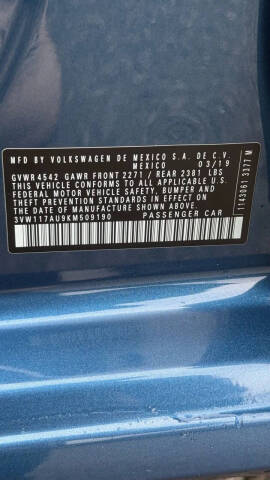 MFD BY VOLKSWAGEN DE MEXICO S.A. DE C.V.
MEXICO 03/19
GVWR 4542 GAWR FRONT 2271 / REAR 2381 LBS
THIS VEHICLE CONFORMS TO ALL APPLICABLE U.S.
FEDERAL MOTOR VEHICLE SAFETY, BUMPER AND
THEFT PREVENTION STANDARDS IN EFFECT ON THE
DATE OF MANUFACTURE SHOWN ABOVE
3VW117AU9KM509190 PASSENGER CAR
1143061 3377 M